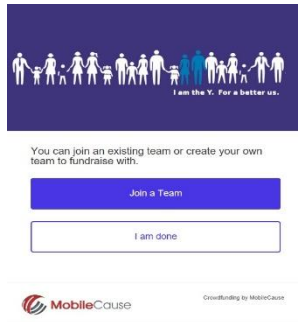 I am the Y. For a better us.
You can join an existing team or create your own
team to fundraise with.
Join a Team
I am done
MobileCause
Crowdfunding by MobileCause